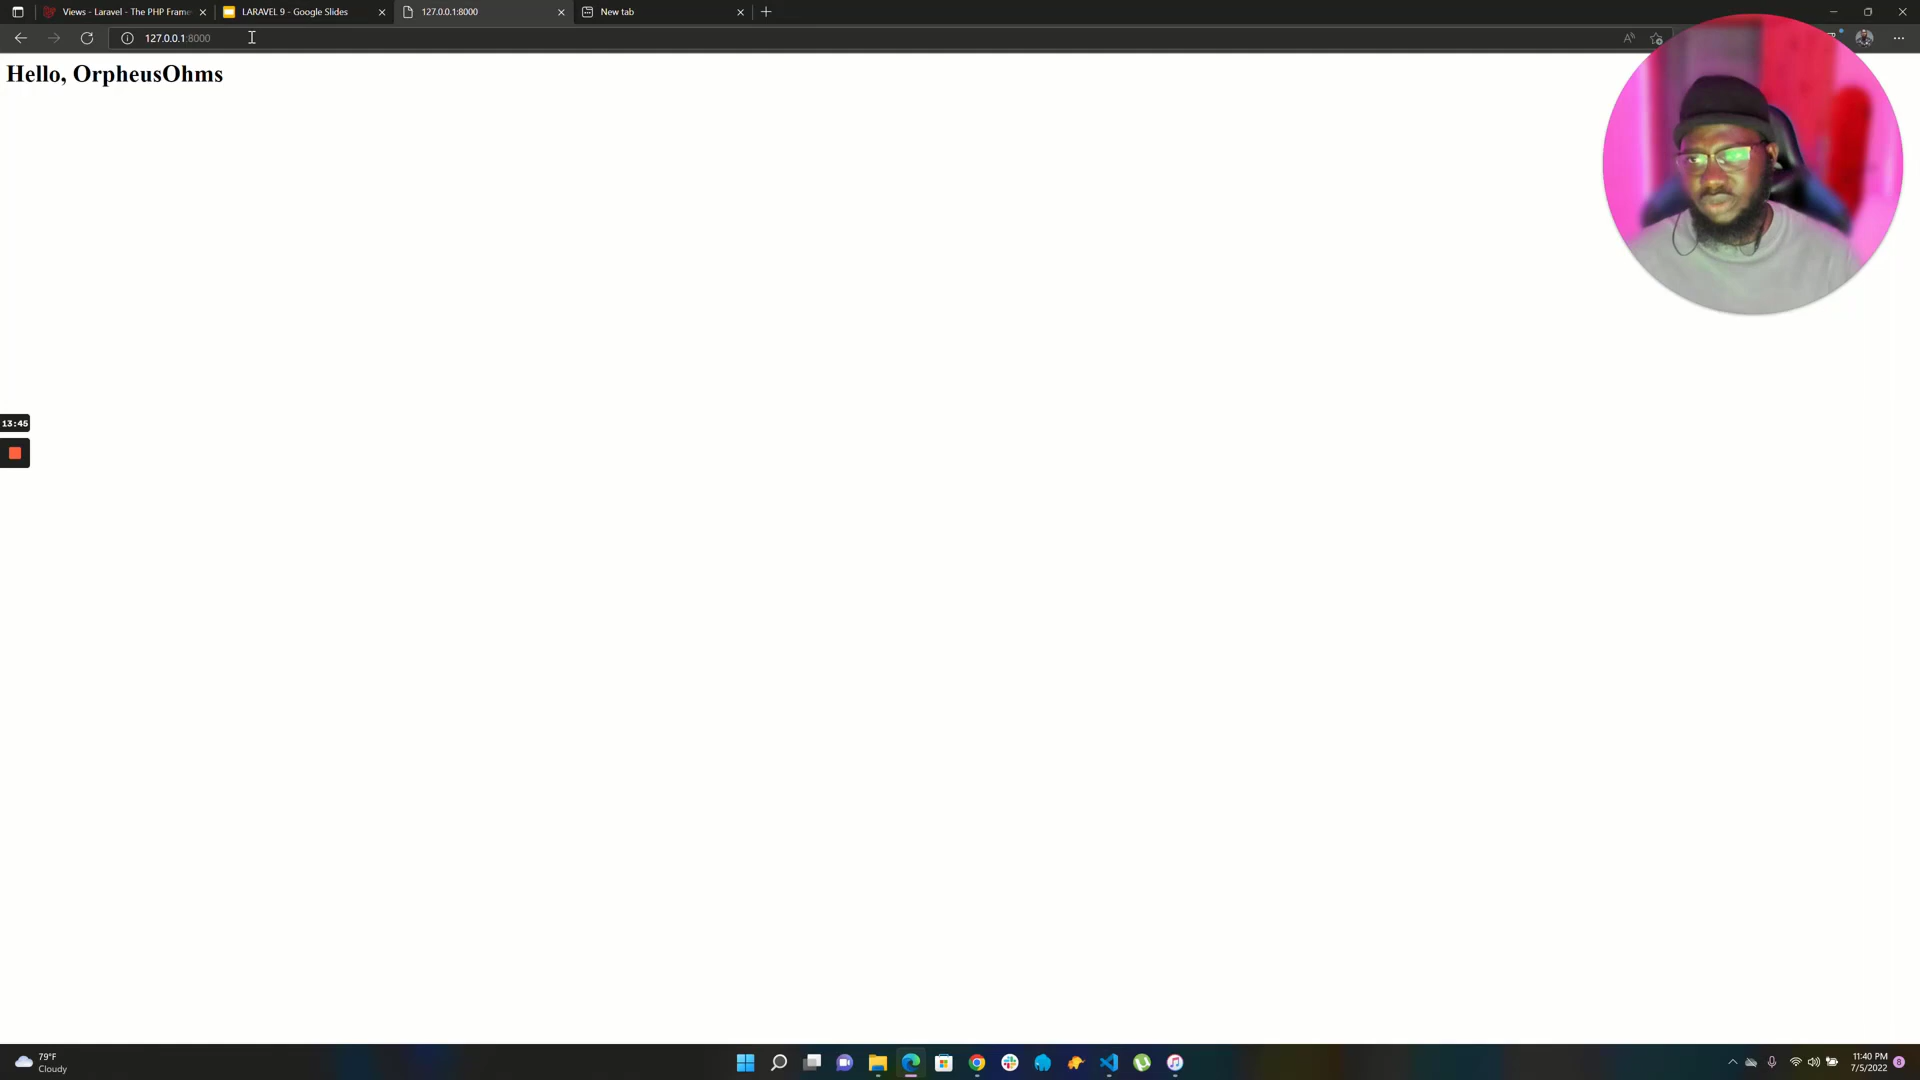 Views - Laravel - The PHP Frame
LARAVEL 9 - Google Slides
127.0.0.1:8000
New tab
127.0.0.1:8000
Hello, OrpheusOhms
13:45
79°F
Cloudy
11:40 PM
7/5/2022
8